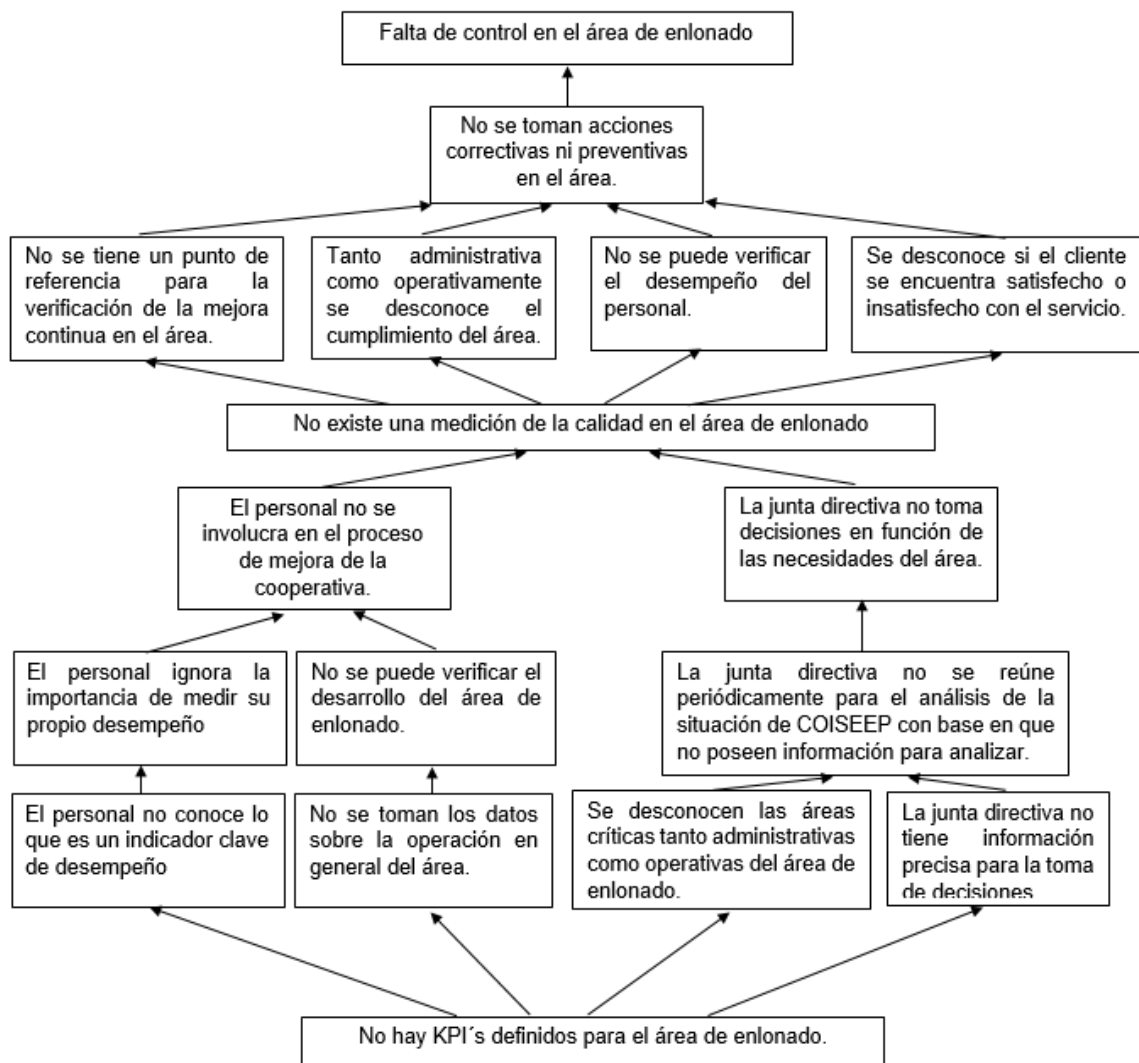 Falta de control en el área de enlonado
No se toman acciones
correctivas ni preventivas
en el área.
No se tiene un punto de
referencia para la
verificación de la mejora
continua en el área.
Tanto administrativa
como operativamente
se desconoce el
cumplimiento del área.
No se puede verificar
el desempeño del
personal.
Se desconoce si el cliente
se encuentra satisfecho o
insatisfecho con el servicio.
No existe una medición de la calidad en el área de enlonado
El personal no se
involucra en el proceso
de mejora de la
cooperativa.
La junta directiva no toma
decisiones en función de
las necesidades del área.
El personal ignora la
importancia de medir su
propio desempeño
No se puede verificar el
desarrollo del área de
enlonado.
La junta directiva no se reúne
periódicamente para el análisis de la
situación de COISEEP con base en que
no poseen información para analizar.
El personal no conoce lo
que es un indicador clave
de desempeño
No se toman los datos
sobre la operación en
general del área.
Se desconocen las áreas
críticas tanto administrativas
como operativas del área de
enlonado.
La junta directiva no
tiene información
precisa para la toma
de decisiones
No hay KPI´s definidos para el área de enlonado.